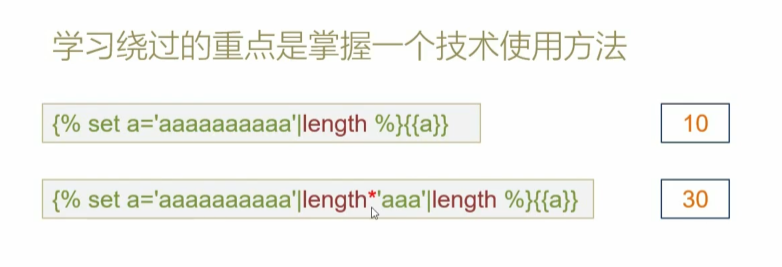 学习绕过的重点是掌握一个技术使用方法
{% set a='aaaaaaaaaa'|length %}{{a}}
10
{% set a='aaaaaaaaaa'|length*'aaa'|length %}{{a}}
30